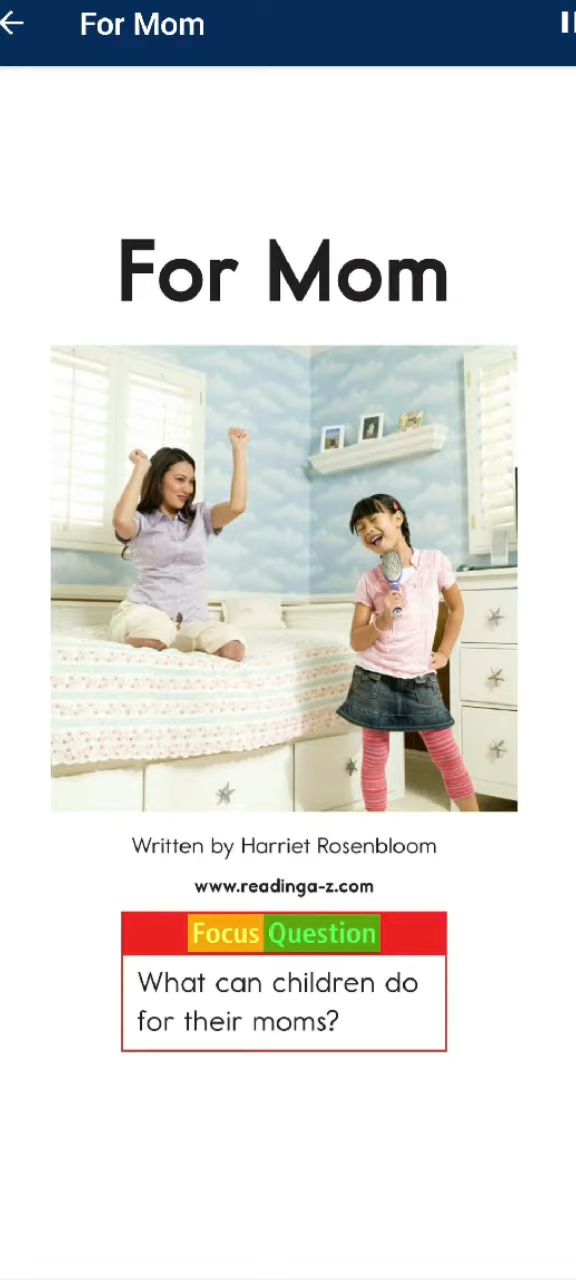 For Mom
For Mom
Written by Harriet Rosenbloom
www.readinga-z.com
Focus Question
What can children do
for their moms?